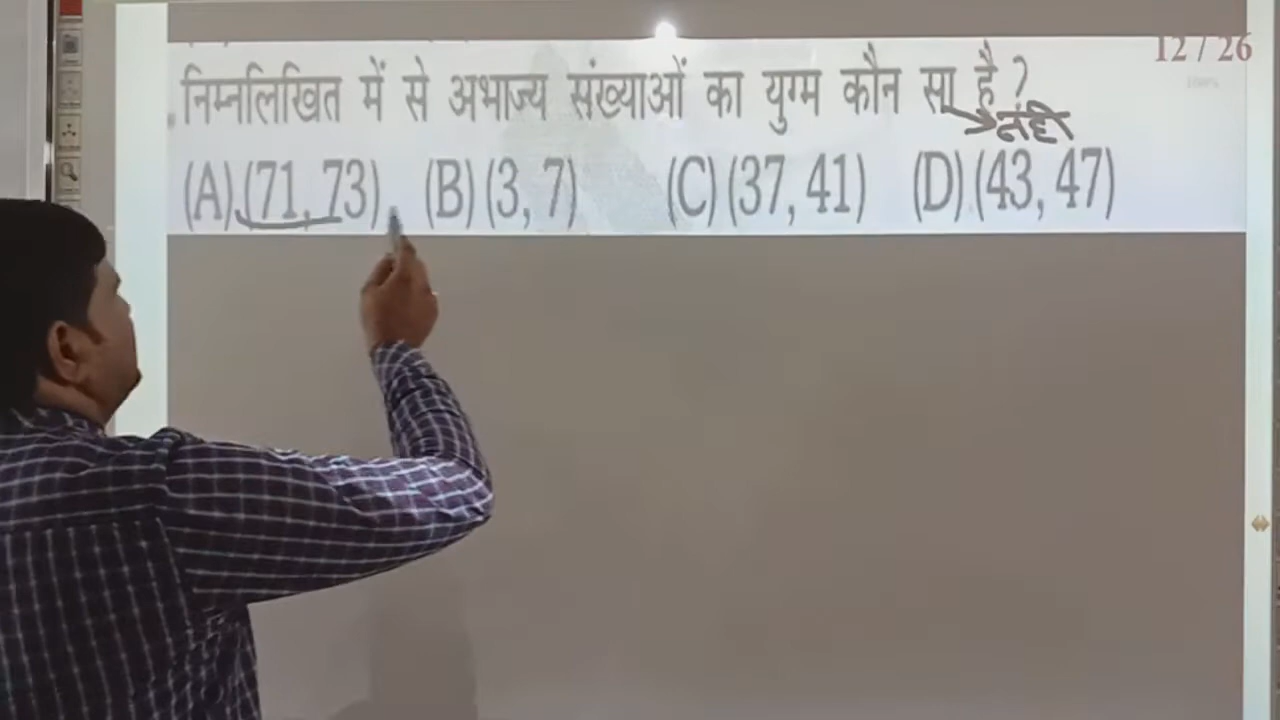 12 / 26
निम्नलिखित में से अभाज्य संख्याओं का युग्म कौन सा है ?
नही
(A) (71, 73) (B) (3, 7) (C) (37, 41) (D) (43, 47)